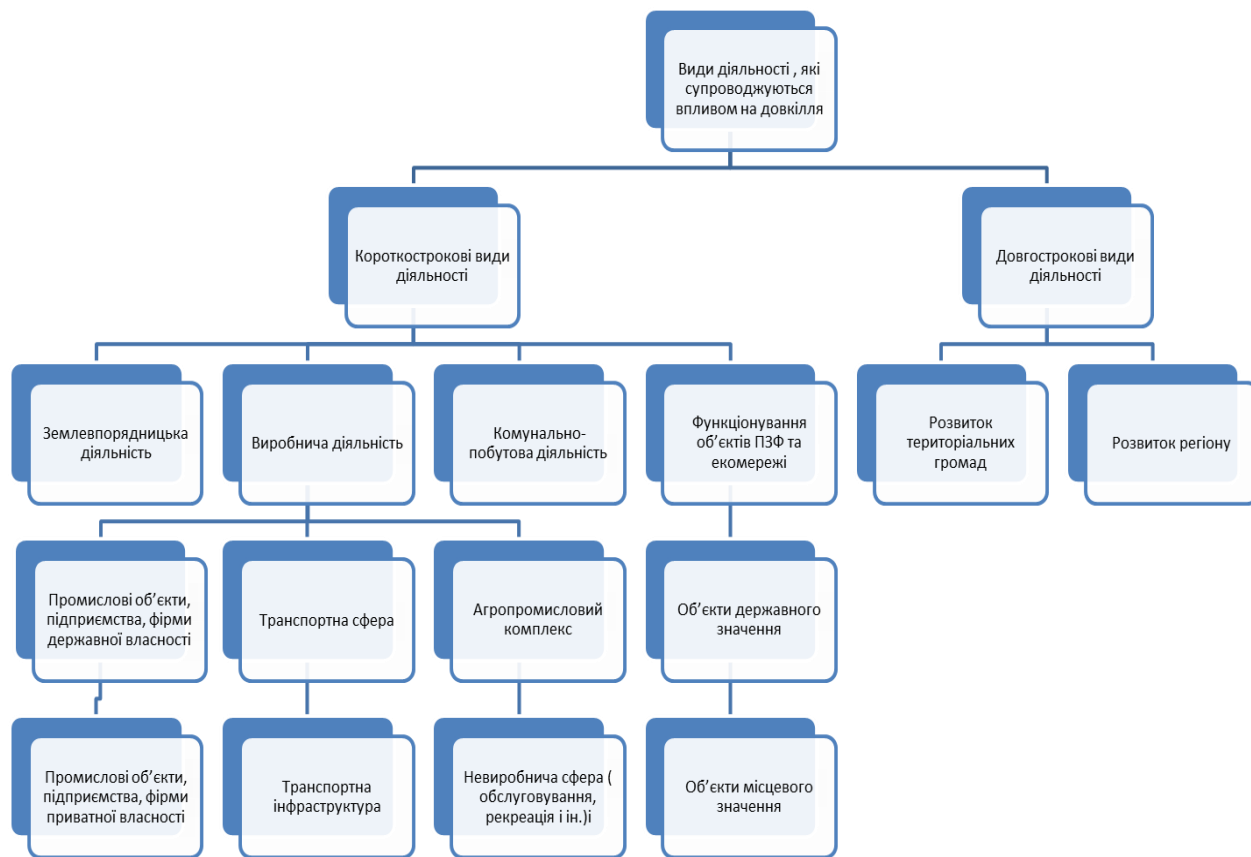 Види діяльності , які
супроводжуються
впливом на довкілля
Короткострокові види
діяльності
Довгострокові види
діяльності
Землевпорядницька
діяльність
Виробнича діяльність
Комунально-
побутова діяльність
Функціонування
об’єктів ПЗФ та
екомережі
Розвиток
територіальних
громад
Розвиток регіону
Промислові об’єкти,
підприємства, фірми
державної власності
Транспортна сфера
Агропромисловий
комплекс
Об’єкти державного
значення
Промислові об’єкти,
підприємства, фірми
приватної власності
Транспортна
інфраструктура
Невиробнича сфера (
обслуговування,
рекреація і ін.)і
Об’єкти місцевого
значення